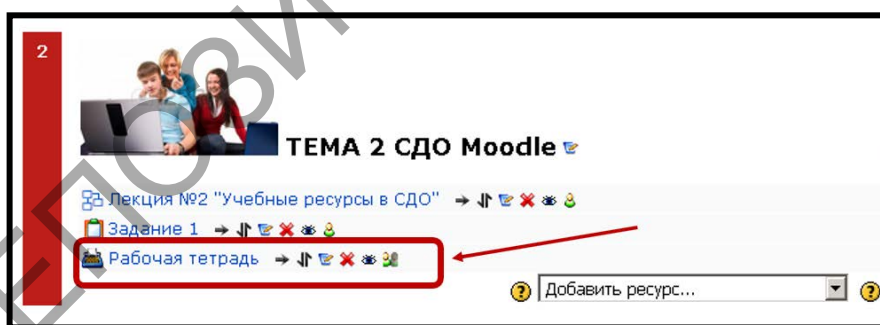 2
ТЕМА 2 СДО Moodle
Лекция №2 "Учебные ресурсы в СДО"
Задание 1
Рабочая тетрадь
Добавить ресурс...